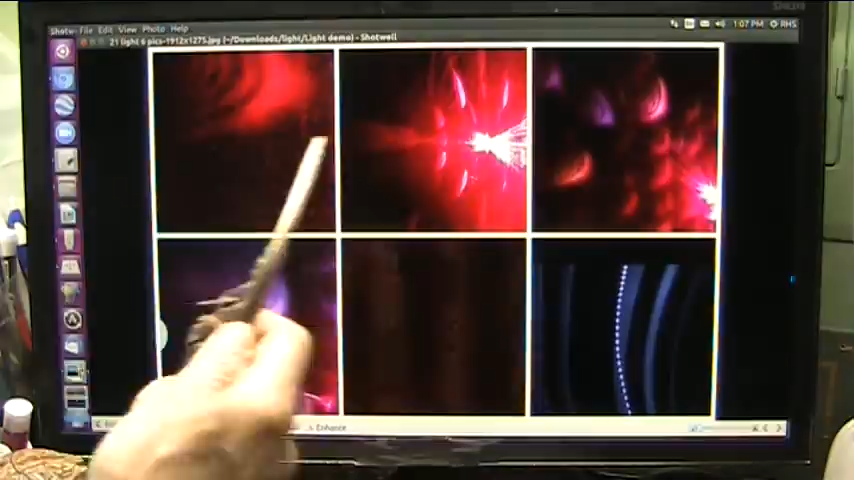 Shotw File Edit View Photo Help
1:07 PM RHS
21 light 6 pics-1912x1275.jpg (~/Downloads/light/Light demo) - Shotwell
Enhance